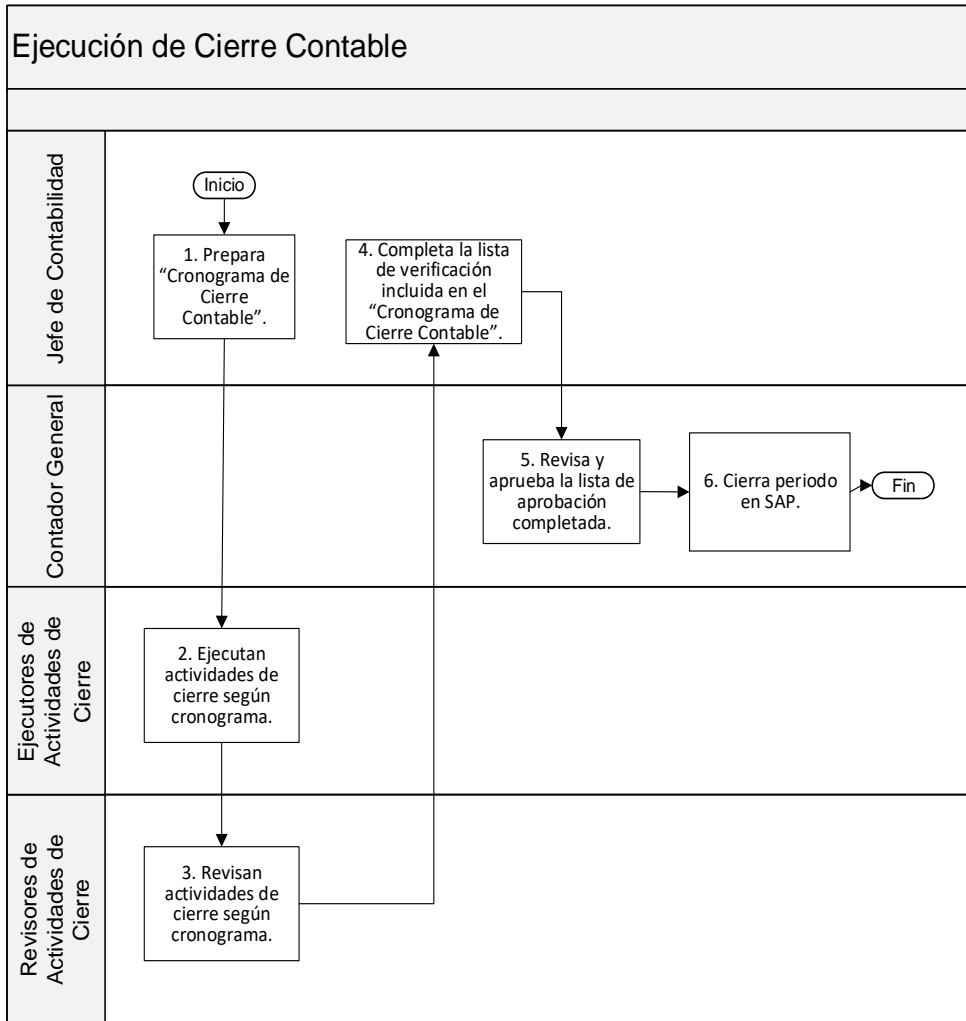 Ejecución de Cierre Contable
Jefe de Contabilidad
Inicio
1. Prepara
“Cronograma de
Cierre
Contable”.
4. Completa la lista
de verificación
incluida en el
“Cronograma de
Cierre Contable”.
Contador General
5. Revisa y
aprueba la lista de
aprobación
completada.
6. Cierra periodo
en SAP.
Fin
Ejecutores de
Actividades de
Cierre
2. Ejecutan
actividades de
cierre según
cronograma.
Revisores de
Actividades de
Cierre
3. Revisan
actividades de
cierre según
cronograma.